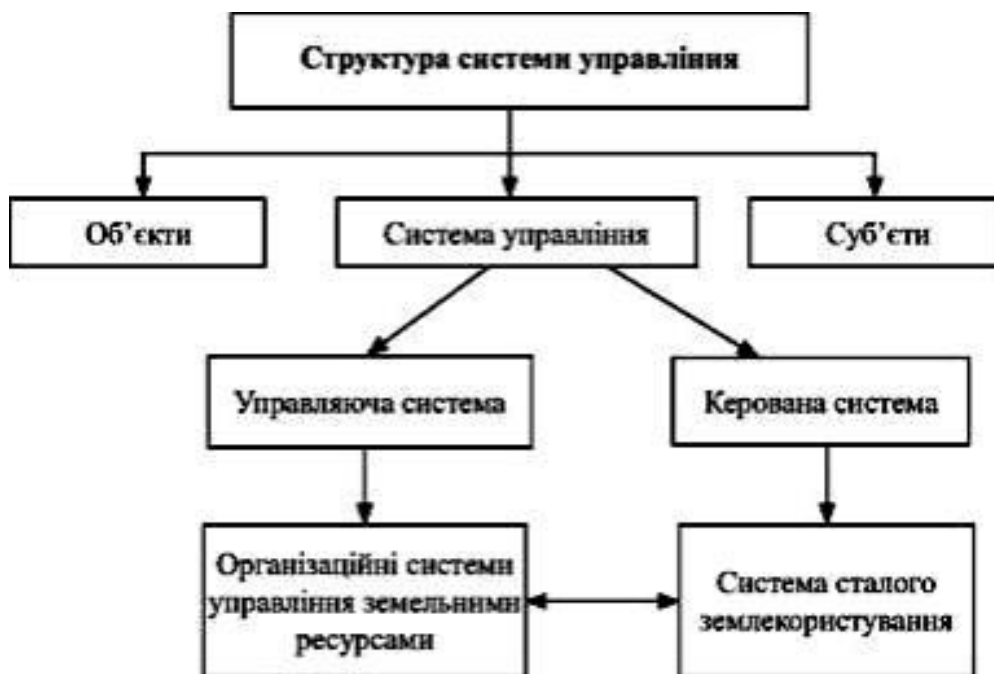 Структура системи управління
Об’єкти
Система управління
Суб’єти
Управляюча система
Керована система
Організаційні системи
управління земельними
ресурсами
Система сталого
землекористування